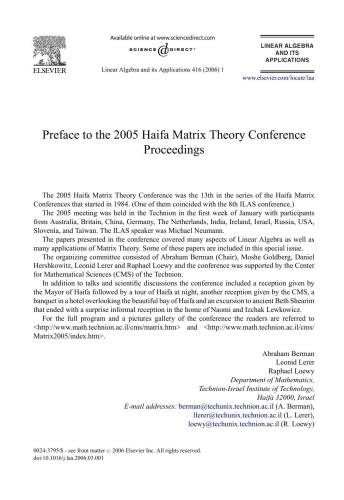 Available online at www.sciencedirect.com
SCIENCE @ DIRECT®
ELSEVIER
Linear Algebra and its Applications 416 (2006) 1
LINEAR ALGEBRA
AND ITS
APPLICATIONS
www.elsevier.com/locate/laa
Preface to the 2005 Haifa Matrix Theory Conference
Proceedings
The 2005 Haifa Matrix Theory Conference was the 13th in the series of the Haifa Matrix
Conferences that started in 1984. (One of them coincided with the 8th ILAS conference.)
The 2005 meeting was held in the Technion in the first week of January with participants
from Australia, Britain, China, Germany, The Netherlands, India, Ireland, Israel, Russia, USA,
Slovenia, and Taiwan. The ILAS speaker was Michael Neumann.
The papers presented in the conference covered many aspects of Linear Algebra as well as
many applications of Matrix Theory. Some of these papers are included in this special issue.
The organizing committee consisted of Abraham Berman (Chair), Moshe Goldberg, Daniel
Hershkowitz, Leonid Lerer and Raphael Loewy and the conference was supported by the Center
for Mathematical Sciences (CMS) of the Technion.
In addition to talks and scientific discussions the conference included a reception given by
the Mayor of Haifa followed by a tour of Haifa at night, another reception given by the CMS, a
banquet in a hotel overlooking the beautiful bay of Haifa and an excursion to ancient Beth Shearim
that ended with a surprise informal reception in the home of Naomi and Izchak Lewkowicz.
For the full program and a pictures gallery of the conference the readers are referred to
<http://www.math.technion.ac.il/cms/matrix.htm> and <http://www.math.technion.ac.il/cms/
Matrix2005/index.htm>.
Abraham Berman
Leonid Lerer
Raphael Loewy
Department of Mathematics,
Technion-Israel Institute of Technology,
Haifa 32000, Israel
E-mail addresses: berman@techunix.technion.ac.il (A. Berman),
llerer@techunix.technion.ac.il (L. Lerer),
loewy@techunix.technion.ac.il (R. Loewy)
0024-3795/$ - see front matter © 2006 Elsevier Inc. All rights reserved.
doi:10.1016/j.laa.2006.03.001